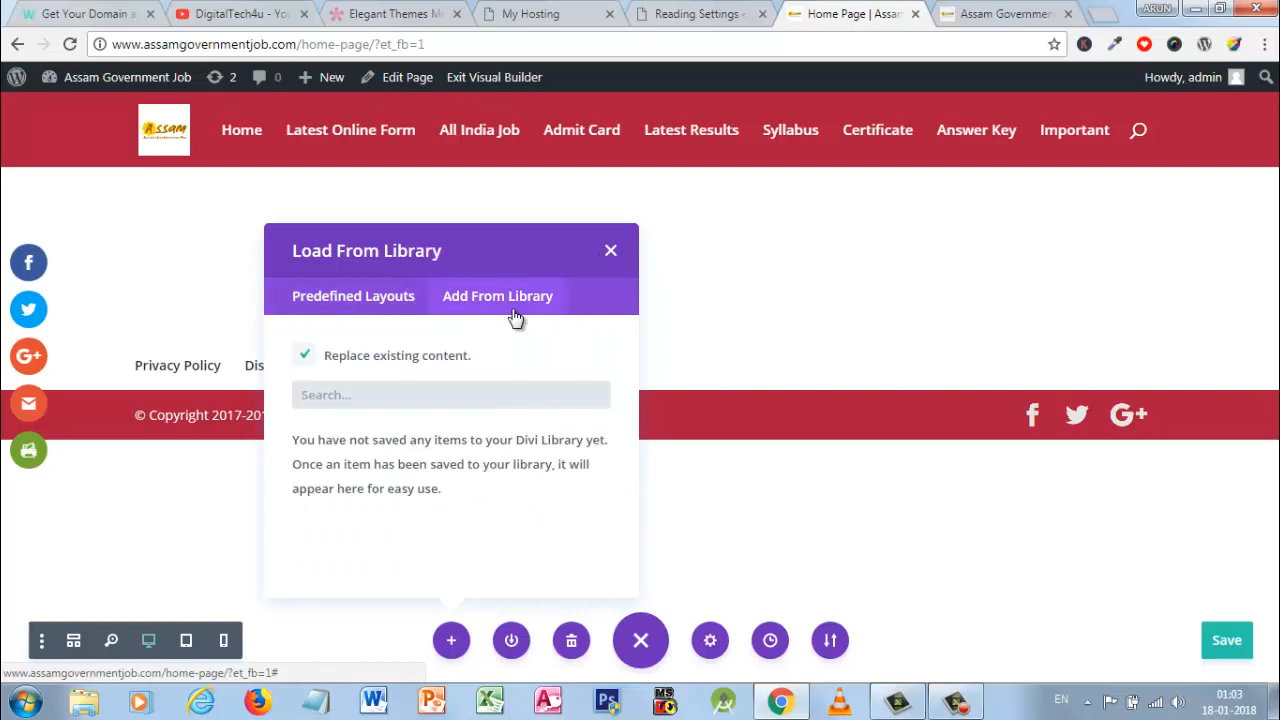 Get Your Domain a
DigitalTech4u - Yo
Elegant Themes M
My Hosting
Reading Settings
Home Page | Assam
Assam Governmen
ARUN
www.assamgovernmentjob.com/home-page/?et_fb=1
Assam Government Job
2
0
New
Edit Page
Exit Visual Builder
Howdy, admin
Assam
Home
Latest Online Form
All India Job
Admit Card
Latest Results
Syllabus
Certificate
Answer Key
Important
Load From Library
Predefined Layouts
Add From Library
Replace existing content.
Search...
You have not saved any items to your Divi Library yet.
Once an item has been saved to your library, it will
appear here for easy use.
Privacy Policy
Dis
© Copyright 2017-201
Save
www.assamgovernmentjob.com/home-page/?et_fb=1#
EN
01:03
18-01-2018